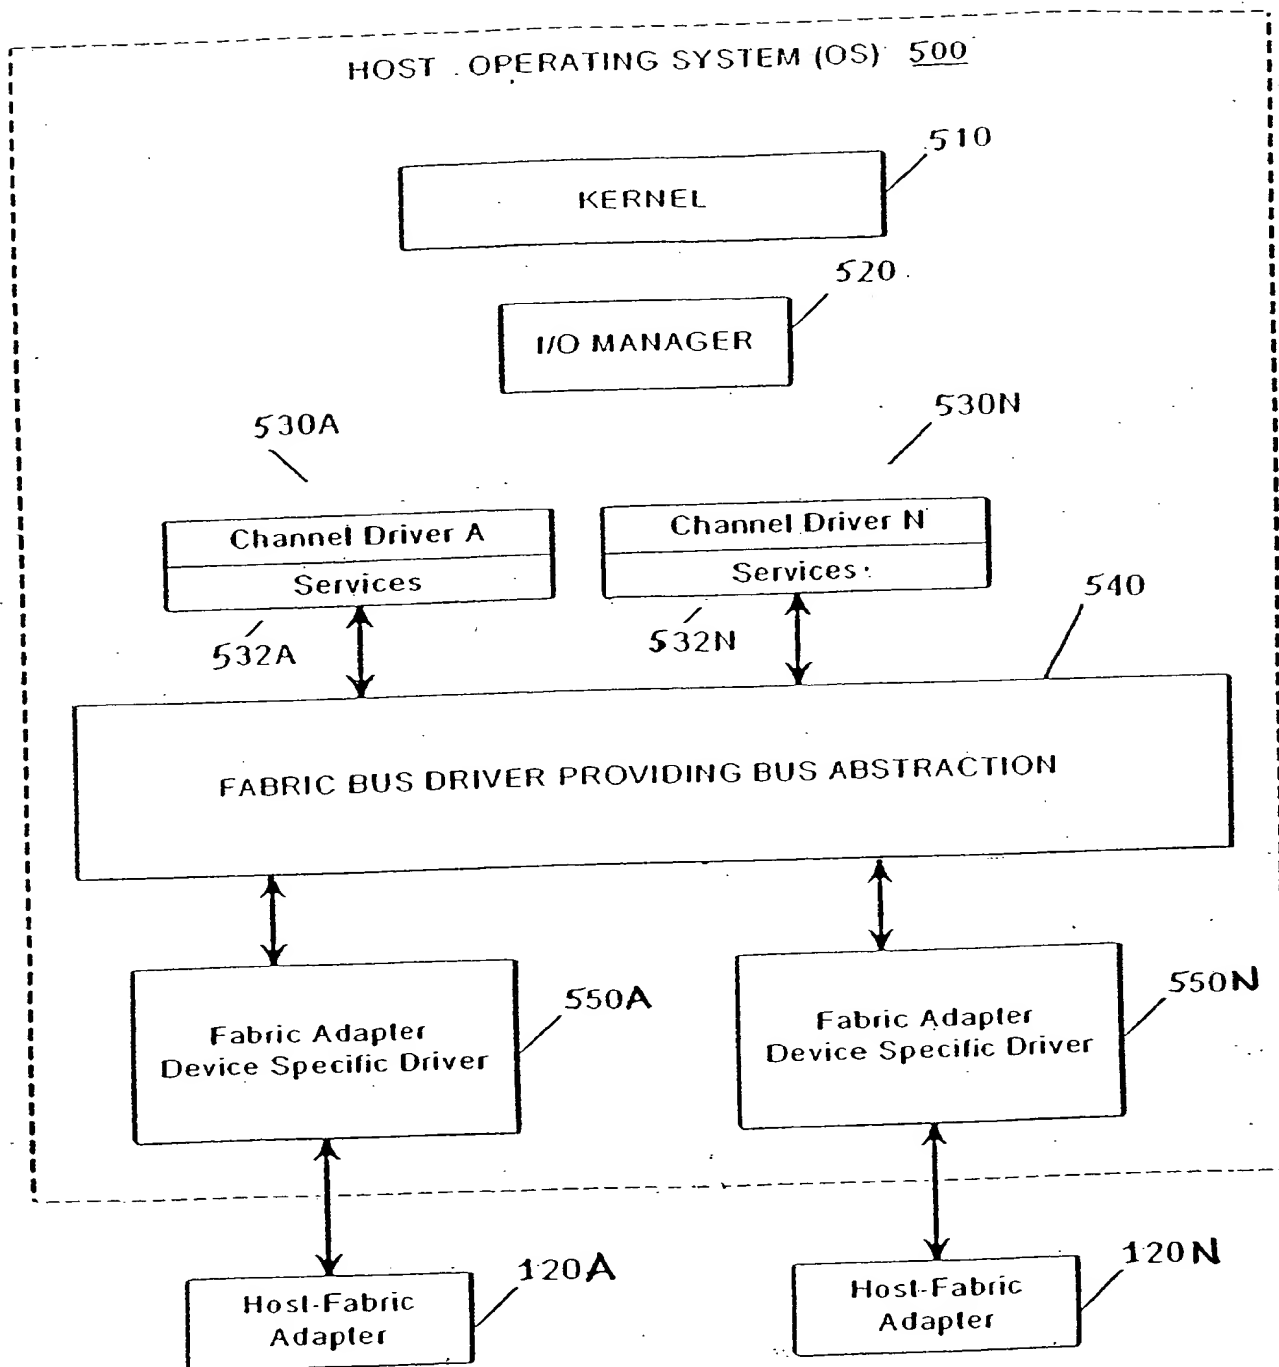 HOST OPERATING SYSTEM (OS) 500
510
KERNEL
520
I/O MANAGER
530A
530N
Channel Driver A
Services
Channel Driver N
Services
532A
532N
540
FABRIC BUS DRIVER PROVIDING BUS ABSTRACTION
550A
Fabric Adapter
Device Specific Driver
550N
Fabric Adapter
Device Specific Driver
120A
Host-Fabric
Adapter
120N
Host-Fabric
Adapter